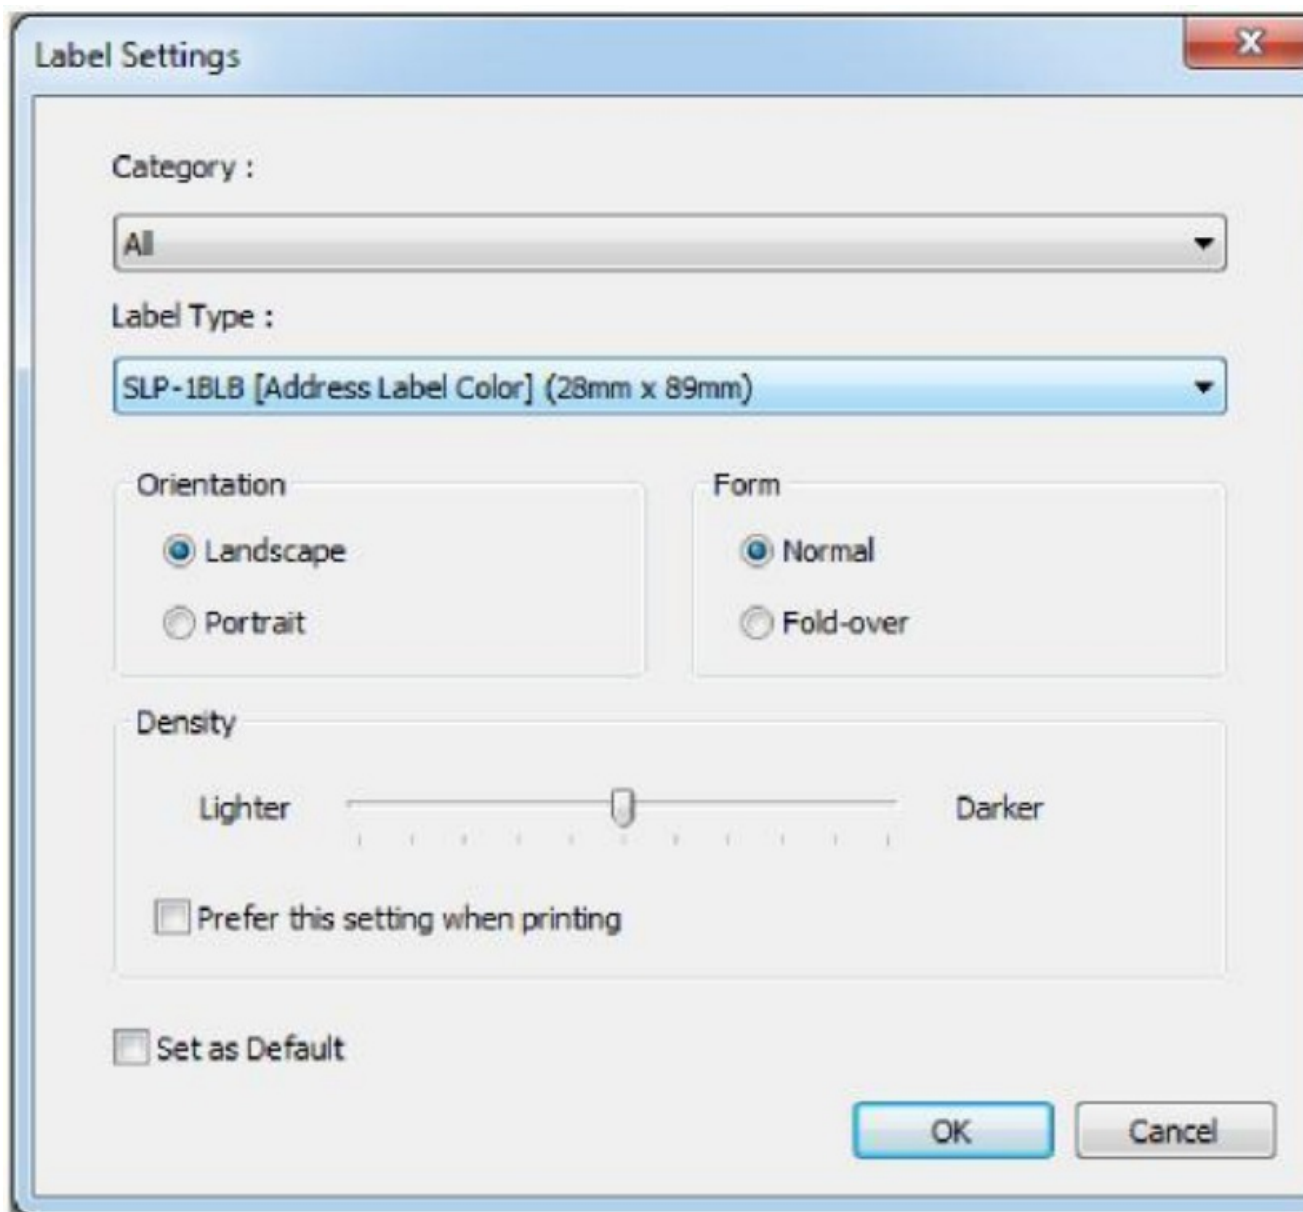 Label Settings
Category :
All
Label Type :
SLP-1BLB [Address Label Color] (28mm x 89mm)
Orientation
Landscape
Portrait
Form
Normal
Fold-over
Density
Lighter
Darker
Prefer this setting when printing
Set as Default
OK
Cancel